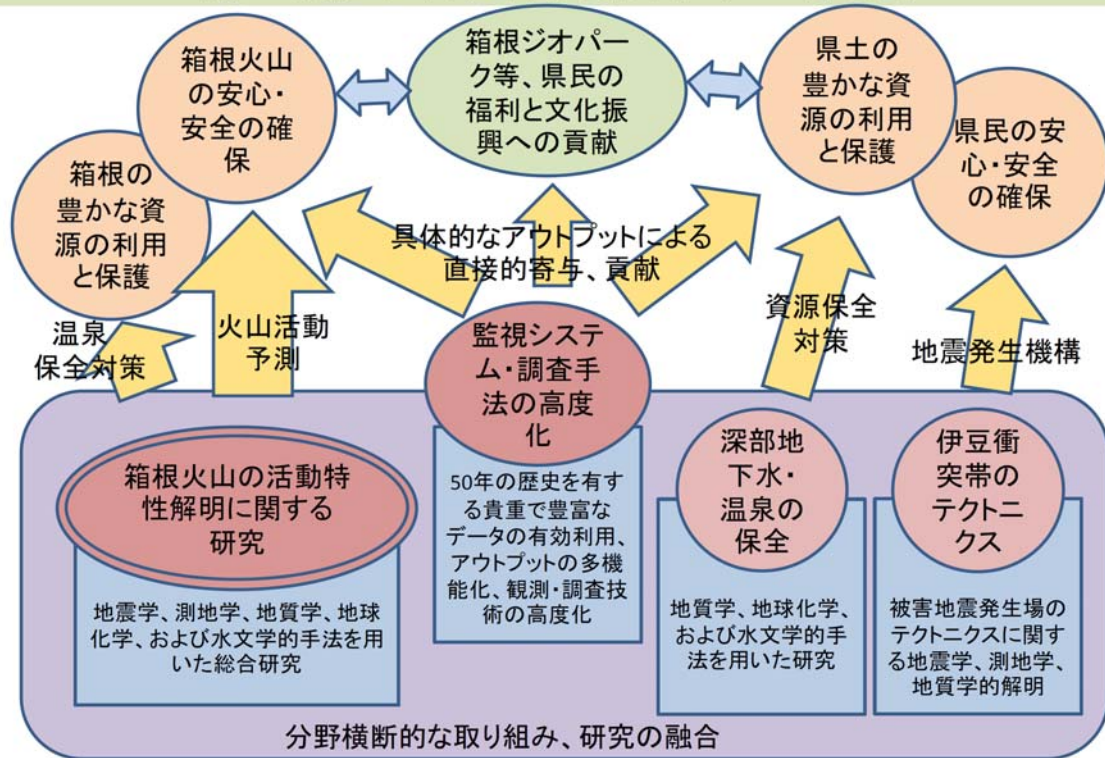 箱根火山
の安心・
安全の確
保
箱根ジオパー
ク等、県民の
福利と文化振
興への貢献
県土の
豊かな資
源の利用
と保護
県民の安
心・安全
の確保
箱根の
豊かな資
源の利用
と保護
具体的なアウトプットによる
直接的寄与、貢献
温泉
保全対策
火山活動
予測
資源保全
対策
地震発生機構
監視システ
ム・調査手
法の高度
化
50年の歴史を有す
る貴重で豊富な
データの有効利用、
アウトプットの多機
能化、観測・調査技
術の高度化
箱根火山の活動特
性解明に関する
研究
地震学、測地学、地質学、地球
化学、および水文学的手法を用
いた総合研究
深部地
下水・
温泉の
保全
地質学、地球化学、
および水文学的手
法を用いた研究
伊豆衝
突帯の
テクトニ
クス
被害地震発生場の
テクトニクスに関す
る地震学、測地学、
地質学的解明
分野横断的な取り組み、研究の融合